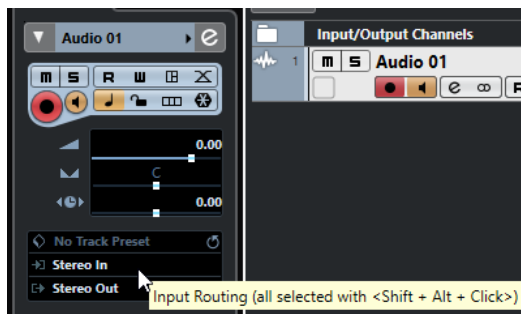 Audio 01
e
m S R W
0.00
C
0.00
No Track Preset
Stereo In
Stereo Out
Input/Output Channels
1 m S Audio 01
e R
Input Routing (all selected with <Shift + Alt + Click>)